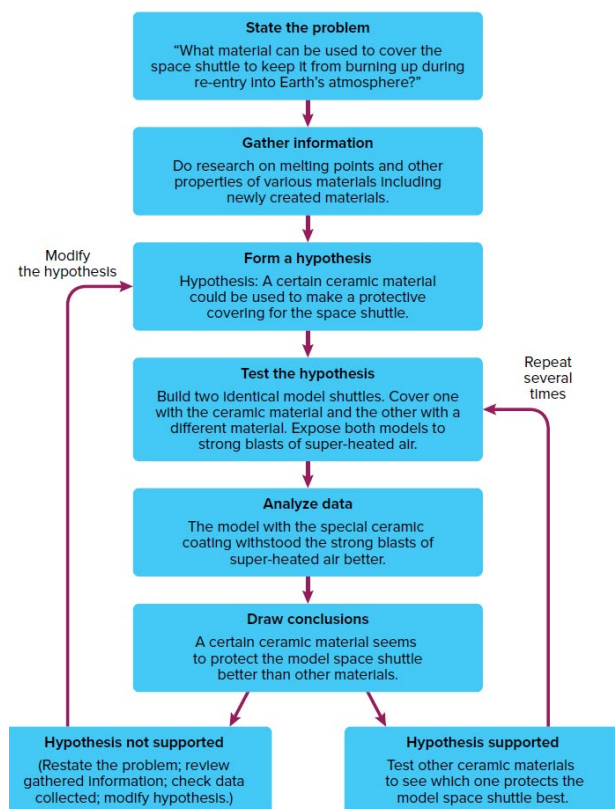 State the problem
“What material can be used to cover the
space shuttle to keep it from burning up during
re-entry into Earth’s atmosphere?”
Gather information
Do research on melting points and other
properties of various materials including
newly created materials.
Modify
the hypothesis
Form a hypothesis
Hypothesis: A certain ceramic material
could be used to make a protective
covering for the space shuttle.
Test the hypothesis
Build two identical model shuttles. Cover one
with the ceramic material and the other with a
different material. Expose both models to
strong blasts of super-heated air.
Repeat
several
times
Analyze data
The model with the special ceramic
coating withstood the strong blasts of
super-heated air better.
Draw conclusions
A certain ceramic material seems
to protect the model space shuttle
better than other materials.
Hypothesis not supported
(Restate the problem; review
gathered information; check data
collected; modify hypothesis.)
Hypothesis supported
Test other ceramic materials
to see which one protects the
model space shuttle best.